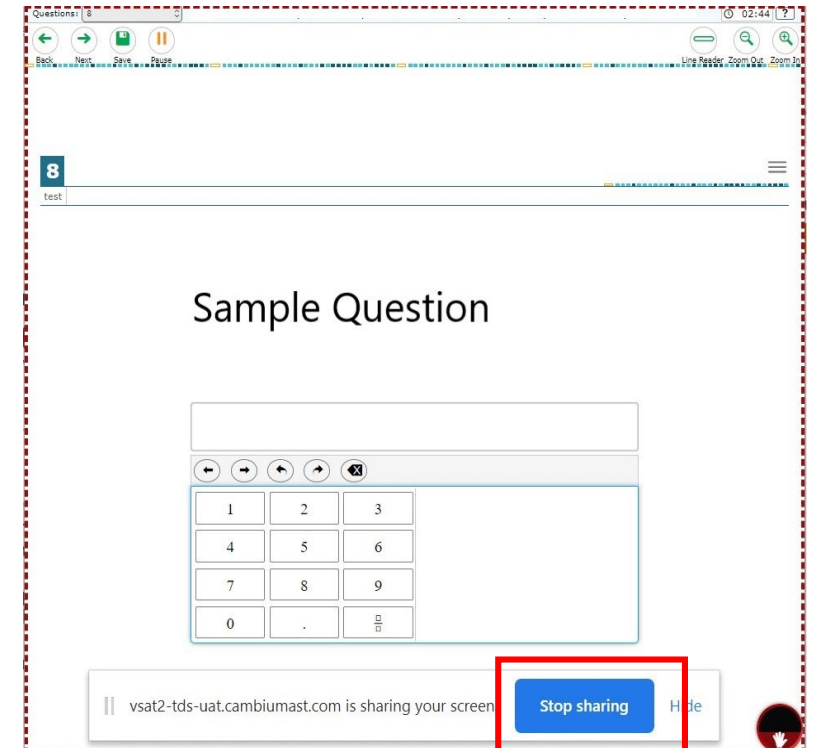 Questions: 8 02:44 ?
Back Next Save Pause Line Reader Zoom Out Zoom In
8
test
Sample Question
1 2 3
4 5 6
7 8 9
0 .
vsat2-tds-uat.cambiumast.com is sharing your screen Stop sharing Hide